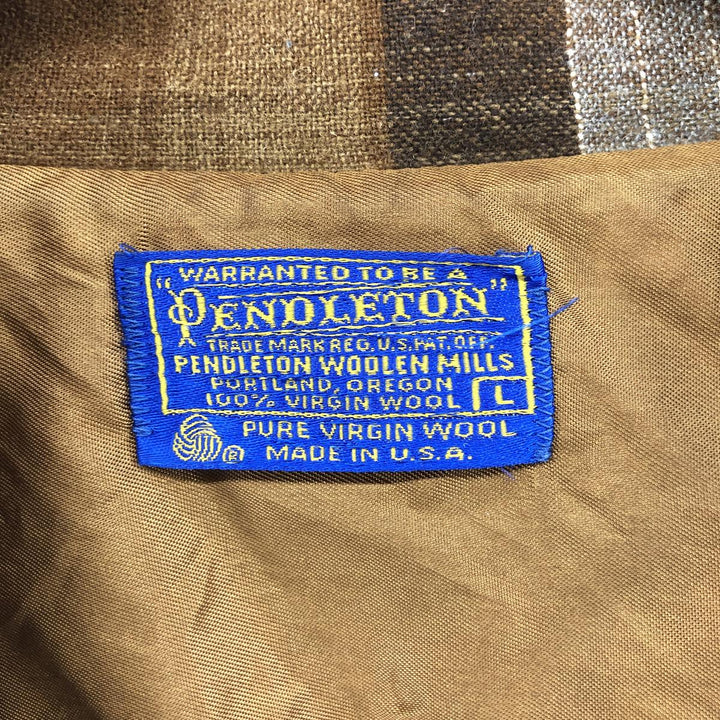 WARRANTED TO BE A
"PENDLETON"
TRADE MARK REG. U.S. PAT. OFF.
PENDLETON WOOLEN MILLS
PORTLAND, OREGON
100% VIRGIN WOOL L
PURE VIRGIN WOOL
® MADE IN U.S.A.